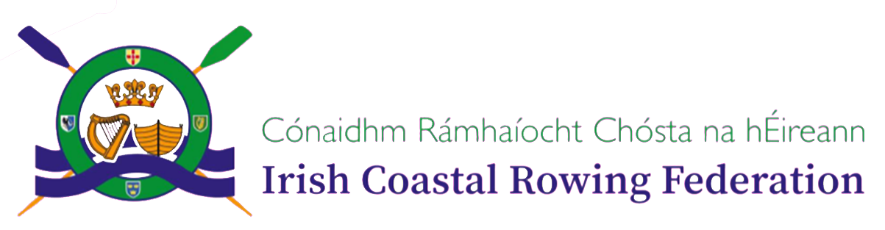 Cónaidhm Rámhaíocht Chósta na hÉireann
Irish Coastal Rowing Federation